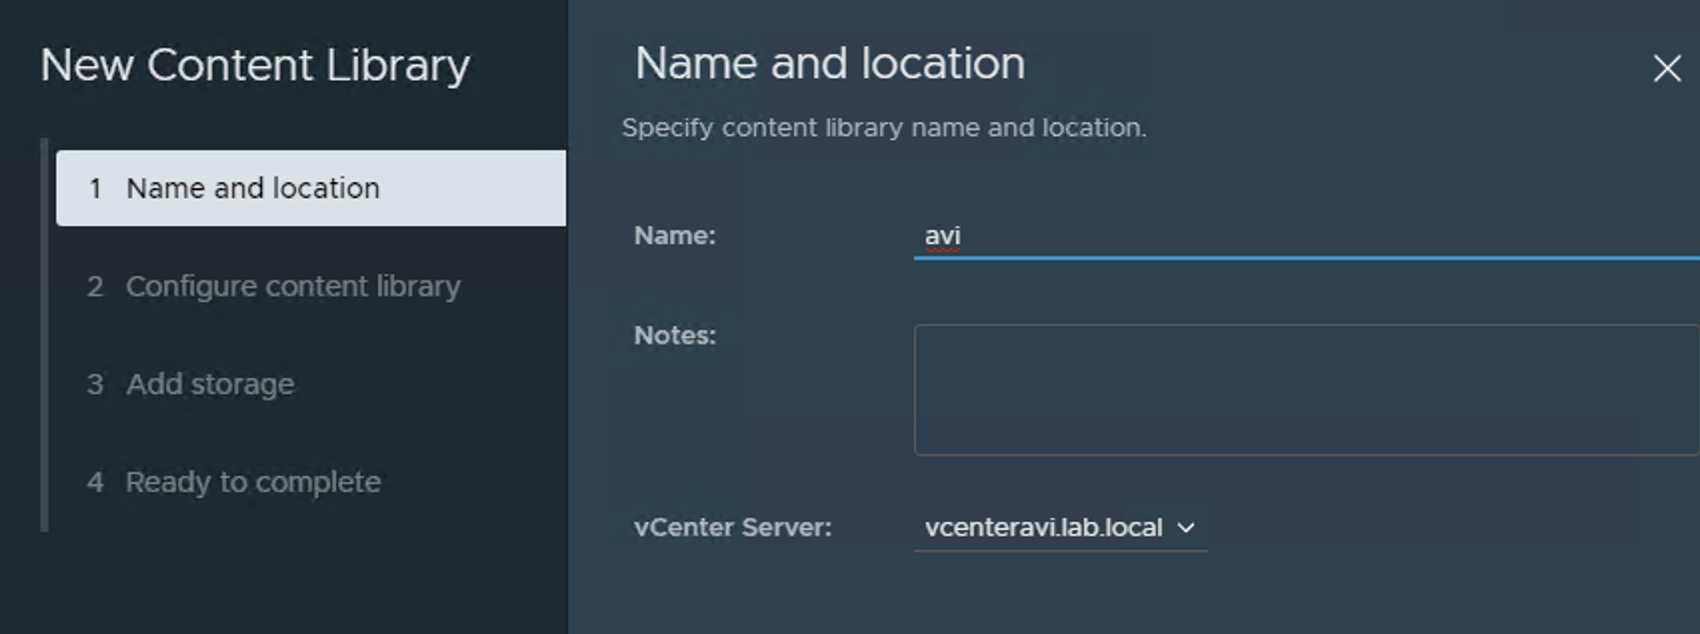 New Content Library
1 Name and location
2 Configure content library
3 Add storage
4 Ready to complete
Name and location
Specify content library name and location.
Name: avi
Notes:
vCenter Server: vcenteravi.lab.local